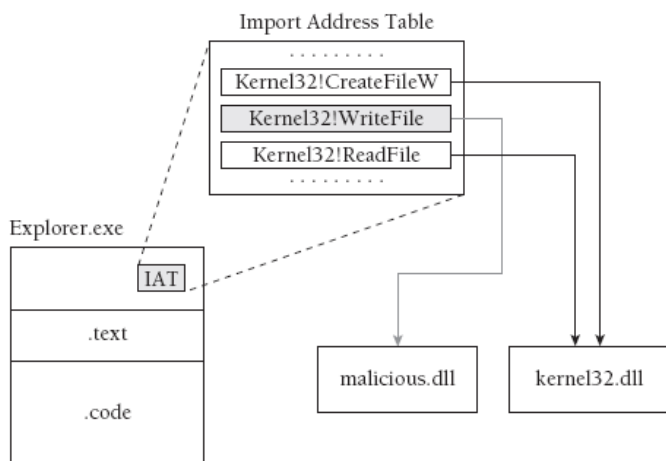 Import Address Table
. . . . . . . . .
Kernel32!CreateFileW
Kernel32!WriteFile
Kernel32!ReadFile
. . . . . . . . .
Explorer.exe
IAT
.text
.code
malicious.dll
kernel32.dll